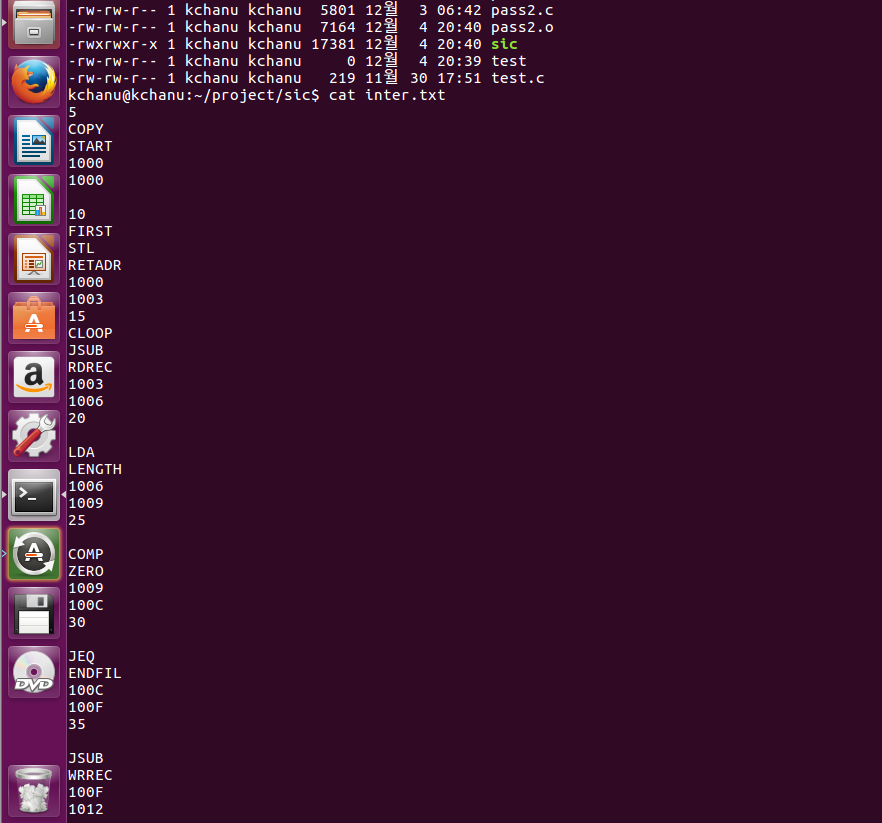 -rw-rw-r-- 1 kchanu kchanu  5801 12월  3 06:42 pass2.c
-rw-rw-r-- 1 kchanu kchanu  7164 12월  4 20:40 pass2.o
-rwxrwxr-x 1 kchanu kchanu 17381 12월  4 20:40 sic
-rw-rw-r-- 1 kchanu kchanu     0 12월  4 20:39 test
-rw-rw-r-- 1 kchanu kchanu   219 11월 30 17:51 test.c
kchanu@kchanu:~/project/sic$ cat inter.txt
5
COPY
START
1000
1000

10
FIRST
STL
RETADR
1000
1003
15
CLOOP
JSUB
RDREC
1003
1006
20

LDA
LENGTH
1006
1009
25

COMP
ZERO
1009
100C
30

JEQ
ENDFIL
100C
100F
35

JSUB
WRREC
100F
1012
DVD